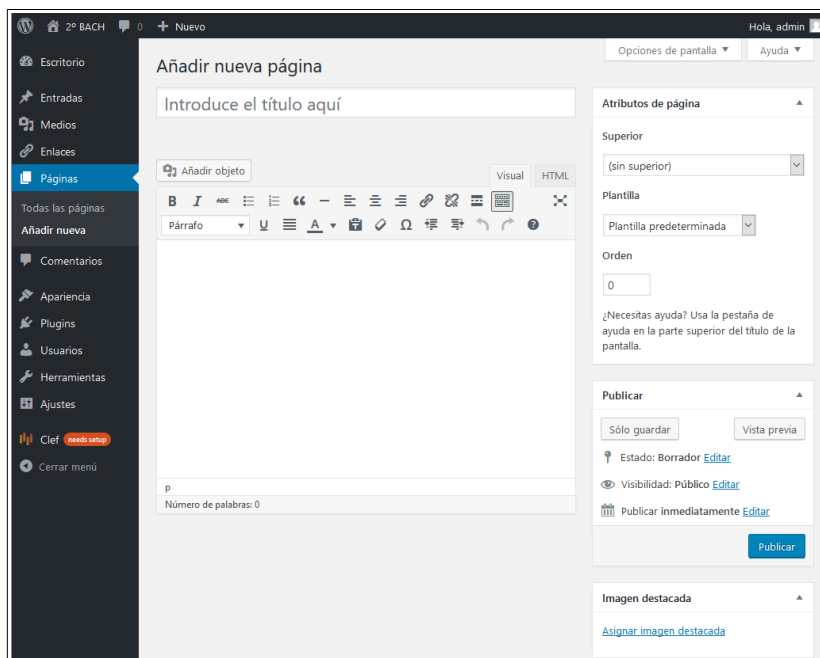 2º BACH 0 + Nuevo Hola, admin
Opciones de pantalla ▼ Ayuda ▼
Escritorio
Entradas
Medios
Enlaces
Páginas
Todas las páginas
Añadir nueva
Comentarios
Apariencia
Plugins
Usuarios
Herramientas
Ajustes
Clef needs setup
Cerrar menú
Añadir nueva página
Introduce el título aquí
Añadir objeto
Visual HTML
B I ABC
Párrafo U A Ω
p
Número de palabras: 0
Atributos de página
Superior
(sin superior)
Plantilla
Plantilla predeterminada
Orden
0
¿Necesitas ayuda? Usa la pestaña de
ayuda en la parte superior del título de la
pantalla.
Publicar
Sólo guardar Vista previa
Estado: Borrador Editar
Visibilidad: Público Editar
Publicar inmediatamente Editar
Publicar
Imagen destacada
Asignar imagen destacada